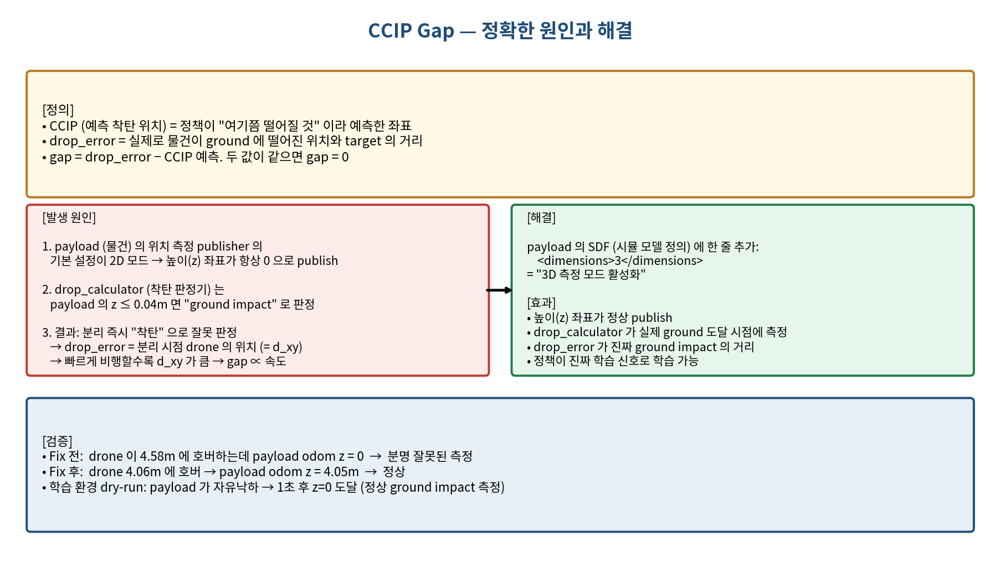 CCIP Gap — 정확한 원인과 해결
[정의]
• CCIP (예측 착탄 위치) = 정책이 "여기쯤 떨어질 것" 이라 예측한 좌표
• drop_error = 실제로 물건이 ground 에 떨어진 위치와 target 의 거리
• gap = drop_error − CCIP 예측. 두 값이 같으면 gap = 0
[발생 원인]
1. payload (물건) 의 위치 측정 publisher 의
기본 설정이 2D 모드 → 높이(z) 좌표가 항상 0 으로 publish
2. drop_calculator (착탄 판정기) 는
payload 의 z ≤ 0.04m 면 "ground impact" 로 판정
3. 결과: 분리 즉시 "착탄" 으로 잘못 판정
→ drop_error = 분리 시점 drone 의 위치 (= d_xy)
→ 빠르게 비행할수록 d_xy 가 큼 → gap ∝ 속도
[해결]
payload 의 SDF (시뮬 모델 정의) 에 한 줄 추가:
<dimensions>3</dimensions>
= "3D 측정 모드 활성화"
[효과]
• 높이(z) 좌표가 정상 publish
• drop_calculator 가 실제 ground 도달 시점에 측정
• drop_error 가 진짜 ground impact 의 거리
• 정책이 진짜 학습 신호로 학습 가능
[검증]
• Fix 전: drone 이 4.58m 에 호버하는데 payload odom z = 0 → 분명 잘못된 측정
• Fix 후: drone 4.06m 에 호버 → payload odom z = 4.05m → 정상
• 학습 환경 dry-run: payload 가 자유낙하 → 1초 후 z=0 도달 (정상 ground impact 측정)